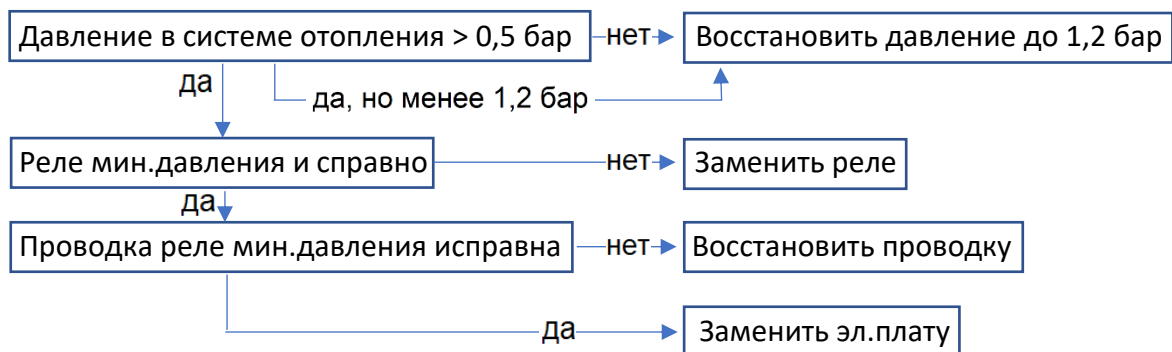 Давление в системе отопления > 0,5 бар
нет
Восстановить давление до 1,2 бар
да
да, но менее 1,2 бар
Реле мин.давления и справно
нет
Заменить реле
да
Проводка реле мин.давления исправна
нет
Восстановить проводку
да
Заменить эл.плату